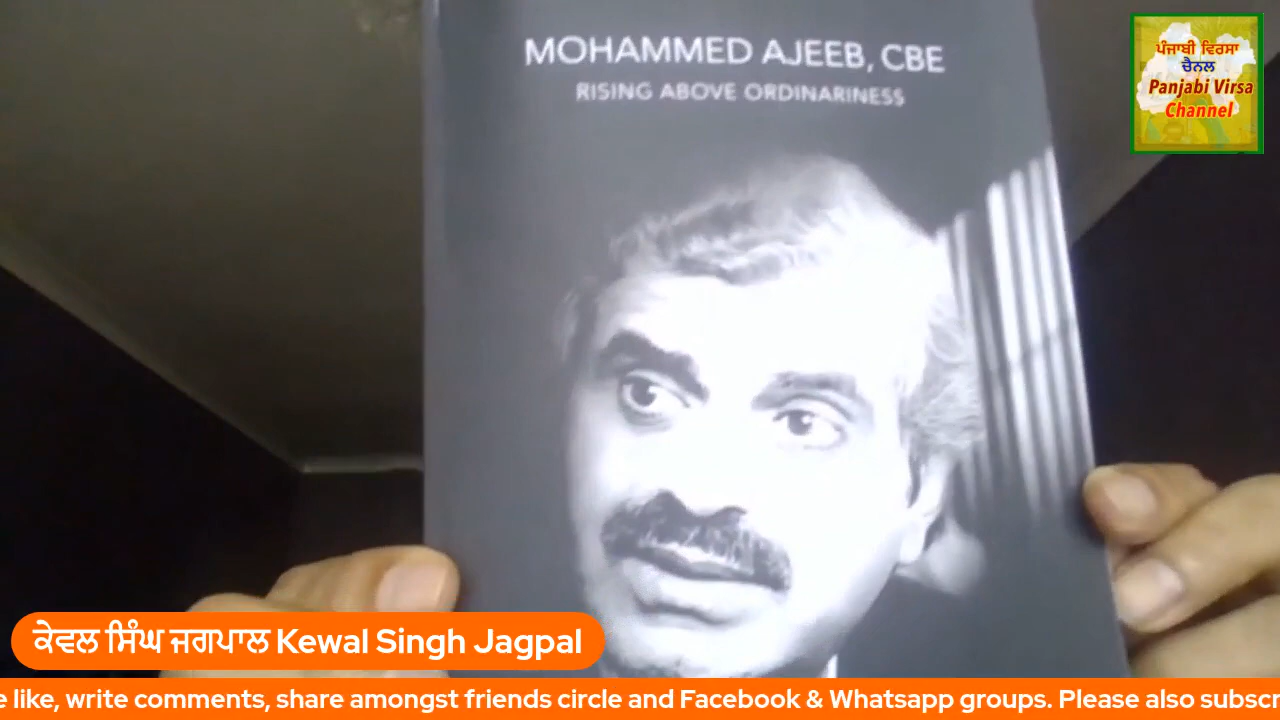 MOHAMMED AJEEB, CBE
RISING ABOVE ORDINARINESS
ਪੰਜਾਬੀ ਵਿਰਸਾ
ਚੈਨਲ
Panjabi Virsa
Channel
ਕੇਵਲ ਸਿੰਘ ਜਗਪਾਲ Kewal Singh Jagpal
e like, write comments, share amongst friends circle and Facebook & Whatsapp groups. Please also subscr